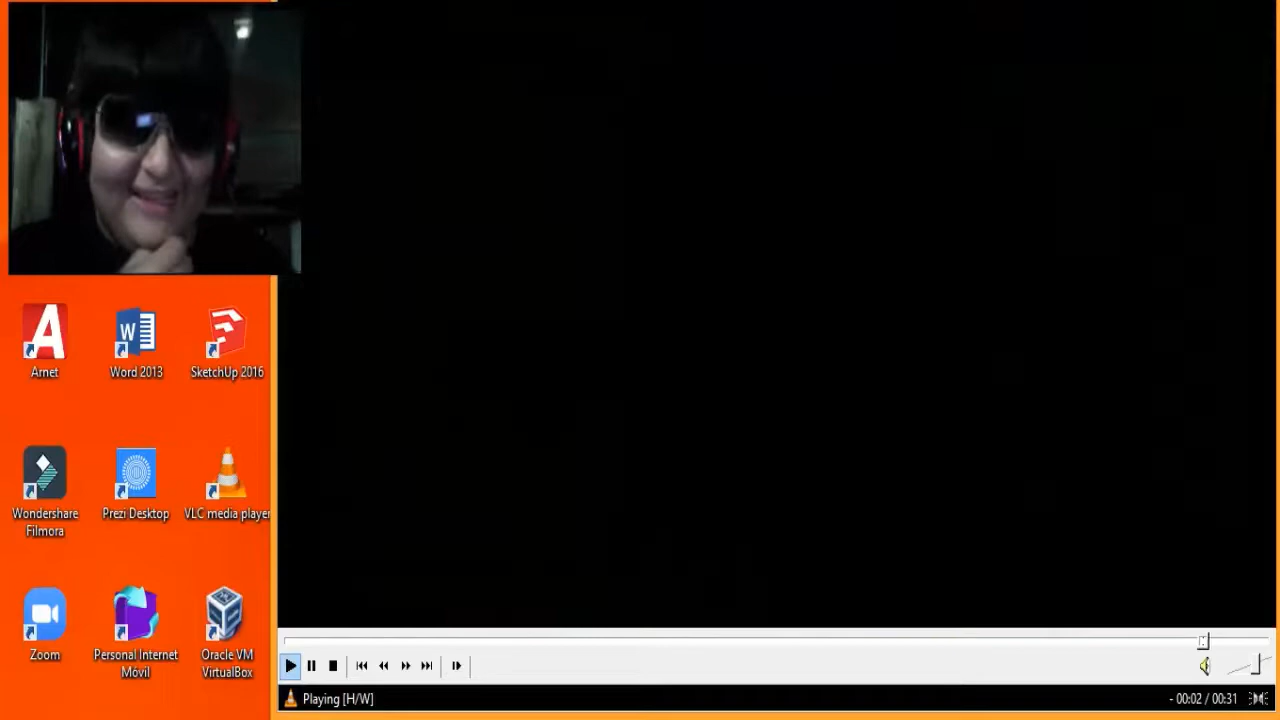 Arnet
Word 2013
SketchUp 2016
Wondershare
Filmora
Prezi Desktop
VLC media player
Zoom
Personal Internet
Móvil
Oracle VM
VirtualBox
Playing [H/W]
- 00:02 / 00:31